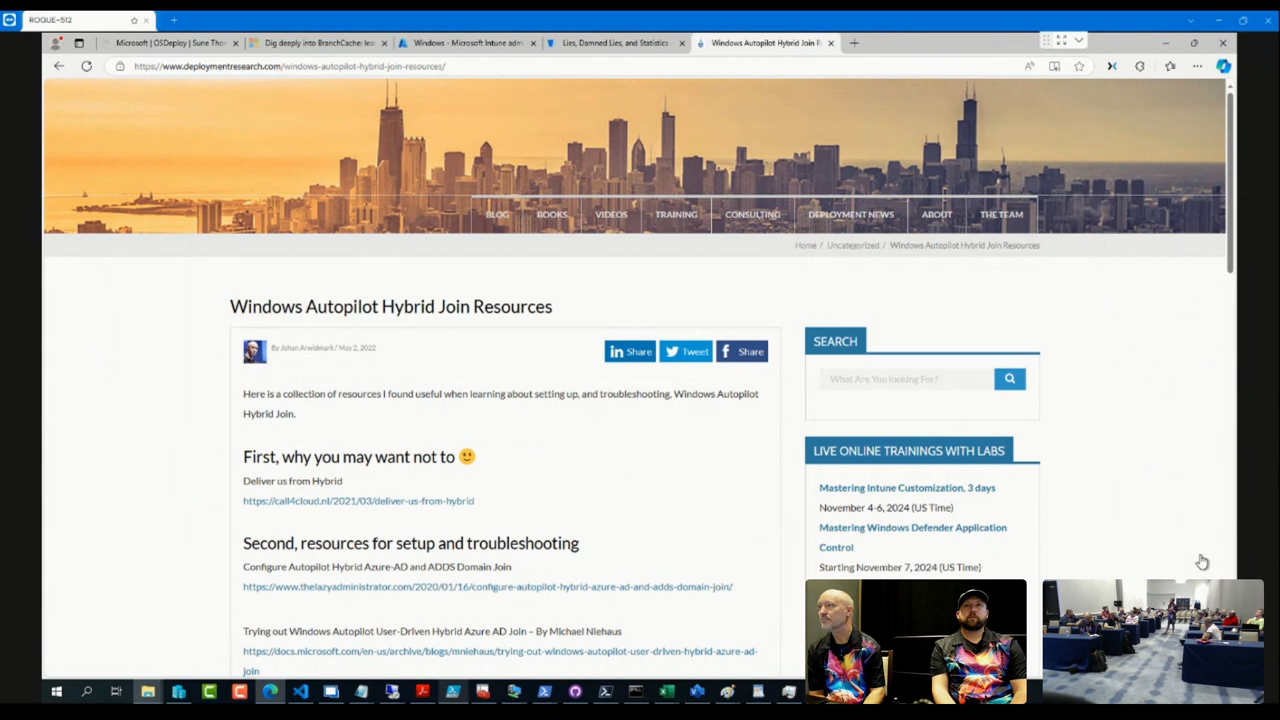 ROGUE-512
Microsoft | OSDeploy | Sune Tho
Dig deeply into BranchCache: lea
Windows - Microsoft Intune adm
Lies, Damned Lies, and Statistics
Windows Autopilot Hybrid Join R
https://www.deploymentresearch.com/windows-autopilot-hybrid-join-resources/
BLOG BOOKS VIDEOS TRAINING CONSULTING DEPLOYMENT NEWS ABOUT THE TEAM
Home / Uncategorized / Windows Autopilot Hybrid Join Resources
Windows Autopilot Hybrid Join Resources
By Johan Arwidmark / May 2, 2022
Share Tweet Share
Here is a collection of resources I found useful when learning about setting up, and troubleshooting, Windows Autopilot
Hybrid Join.
First, why you may want not to 🙂
Deliver us from Hybrid
https://call4cloud.nl/2021/03/deliver-us-from-hybrid
Second, resources for setup and troubleshooting
Configure Autopilot Hybrid Azure-AD and ADDS Domain Join
https://www.thelazyadministrator.com/2020/01/16/configure-autopilot-hybrid-azure-ad-and-adds-domain-join/
Trying out Windows Autopilot User-Driven Hybrid Azure AD Join – By Michael Niehaus
https://docs.microsoft.com/en-us/archive/blogs/mniehaus/trying-out-windows-autopilot-user-driven-hybrid-azure-ad-
join
SEARCH
What Are You looking For?
LIVE ONLINE TRAININGS WITH LABS
Mastering Intune Customization, 3 days
November 4-6, 2024 (US Time)
Mastering Windows Defender Application
Control
Starting November 7, 2024 (US Time)